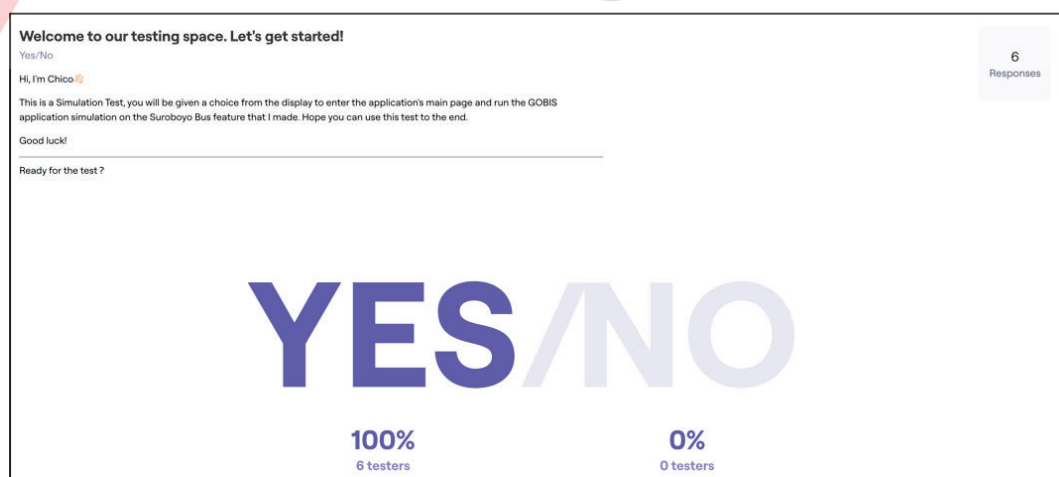 Welcome to our testing space. Let's get started!
Yes/No
Hi, I'm Chico👋🏻
This is a Simulation Test, you will be given a choice from the display to enter the application's main page and run the GOBIS
application simulation on the Suroboyo Bus feature that I made. Hope you can use this test to the end.
Good luck!
Ready for the test ?
6
Responses
YES/NO
100% 0%
6 testers 0 testers